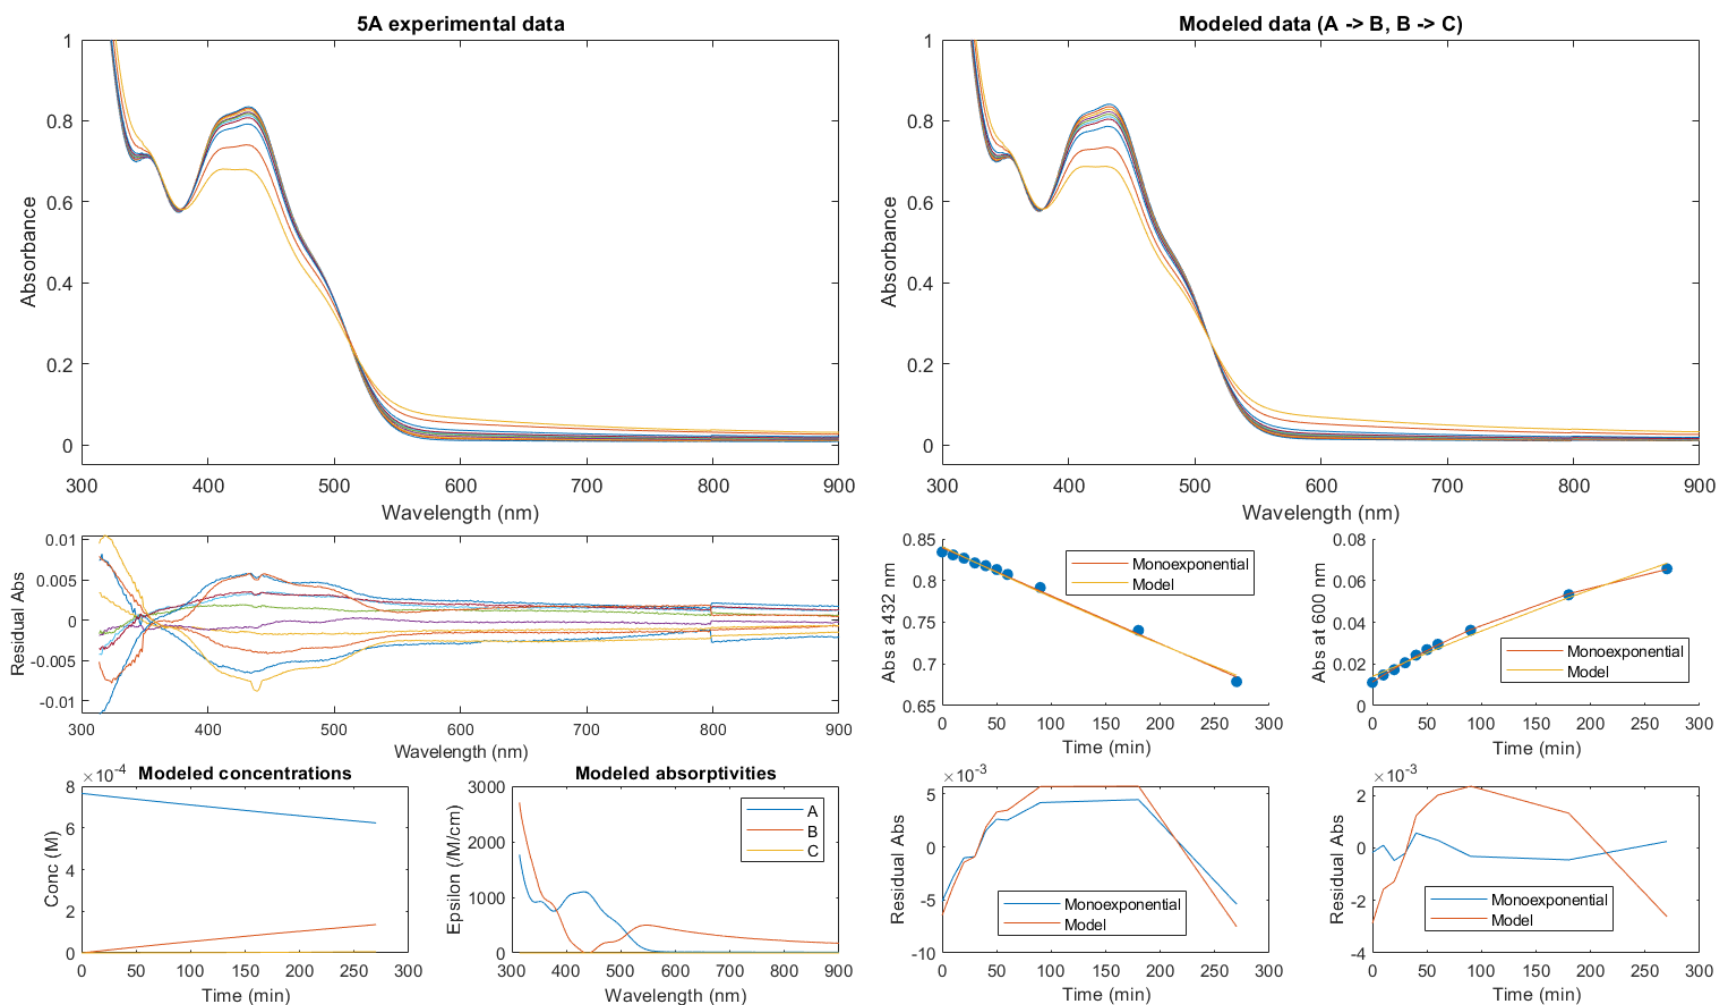 5A experimental data
1
0.8
0.6
0.4
0.2
0
Absorbance
300 400 500 600 700 800 900
Wavelength (nm)
Modeled data (A -> B, B -> C)
1
0.8
0.6
0.4
0.2
0
Absorbance
300 400 500 600 700 800 900
Wavelength (nm)
0.01
0.005
0
-0.005
-0.01
Residual Abs
300 400 500 600 700 800 900
Wavelength (nm)
0.85
0.8
0.75
0.7
0.65
Abs at 432 nm
Monoexponential
Model
0 50 100 150 200 250 300
Time (min)
0.08
0.06
0.04
0.02
0
Abs at 600 nm
Monoexponential
Model
0 50 100 150 200 250 300
Time (min)
Modeled concentrations
×10-4
8
6
4
2
0
Conc (M)
0 100 200 300
Time (min)
Modeled absorptivities
3000
2000
1000
0
Epsilon (/M/cm)
A
B
C
300 400 500 600 700 800 900
Wavelength (nm)
×10-3
5
0
-5
-10
Residual Abs
Monoexponential
Model
0 50 100 150 200 250 300
Time (min)
×10-3
2
0
-2
-4
Residual Abs
Monoexponential
Model
0 50 100 150 200 250 300
Time (min)